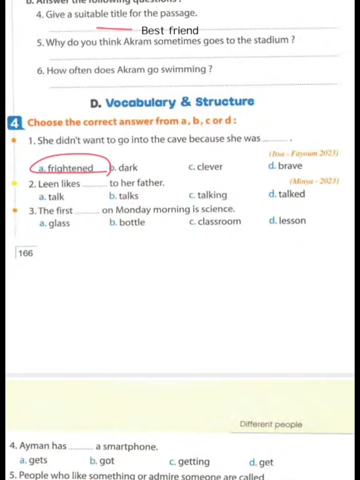 B. Answer the following questions :
4. Give a suitable title for the passage.
Best friend
5. Why do you think Akram sometimes goes to the stadium ?
6. How often does Akram go swimming ?
D. Vocabulary & Structure
4 Choose the correct answer from a, b, c or d :
1. She didn't want to go into the cave because she was ........ .
(Itsa - Fayoum 2023)
a. frightened b. dark c. clever d. brave
2. Leen likes ........ to her father. (Minya - 2023)
a. talk b. talks c. talking d. talked
3. The first ........ on Monday morning is science.
a. glass b. bottle c. classroom d. lesson
166
Different people
4. Ayman has ........ a smartphone.
a. gets b. got c. getting d. get
5. People who like something or admire someone are called